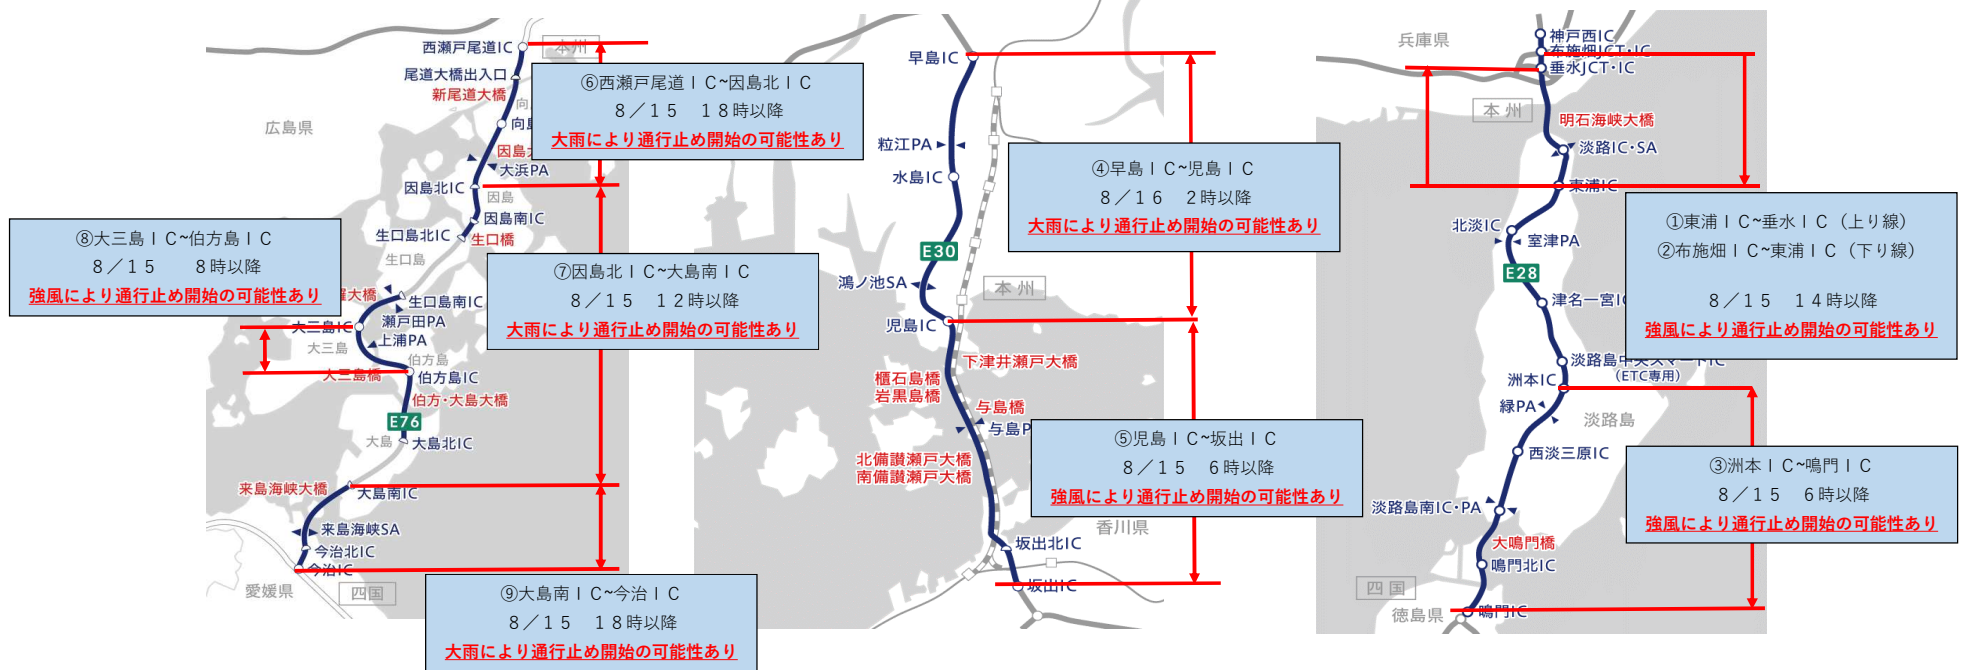 西瀬戸尾道IC
本州
尾道大橋出入口
新尾道大橋
広島県
大浜PA
因島北IC
因島
因島南IC
生口島北IC
生口橋
生口島
生口島南IC
瀬戸田PA
大三島IC
上浦PA
大三島
伯方島
大三島橋
伯方島IC
伯方・大島大橋
E76
大島
大島北IC
来島海峡大橋
大島南IC
来島海峡SA
今治北IC
今治IC
愛媛県
四国
⑥西瀬戸尾道IC~因島北IC
8/15 18時以降
大雨により通行止め開始の可能性あり
⑧大三島IC~伯方島IC
8/15 8時以降
強風により通行止め開始の可能性あり
⑦因島北IC~大島南IC
8/15 12時以降
大雨により通行止め開始の可能性あり
⑨大島南IC~今治IC
8/15 18時以降
大雨により通行止め開始の可能性あり
早島IC
粒江PA
水島IC
E30
鴻ノ池SA
本州
児島IC
下津井瀬戸大橋
櫃石島橋
岩黒島橋
与島橋
与島P
北備讃瀬戸大橋
南備讃瀬戸大橋
香川県
坂出北IC
坂出IC
④早島IC~児島IC
8/16 2時以降
大雨により通行止め開始の可能性あり
⑤児島IC~坂出IC
8/15 6時以降
強風により通行止め開始の可能性あり
兵庫県
神戸西IC
布施畑JCT・IC
垂水JCT・IC
本州
明石海峡大橋
淡路IC・SA
東浦IC
北淡IC
室津PA
E28
津名一宮IC
淡路島中央スマートIC
(ETC専用)
洲本IC
緑PA
淡路島
西淡三原IC
淡路島南IC・PA
大鳴門橋
鳴門北IC
四国
徳島県
鳴門IC
①東浦IC~垂水IC（上り線）
②布施畑IC~東浦IC（下り線）
8/15 14時以降
強風により通行止め開始の可能性あり
③洲本IC~鳴門IC
8/15 6時以降
強風により通行止め開始の可能性あり